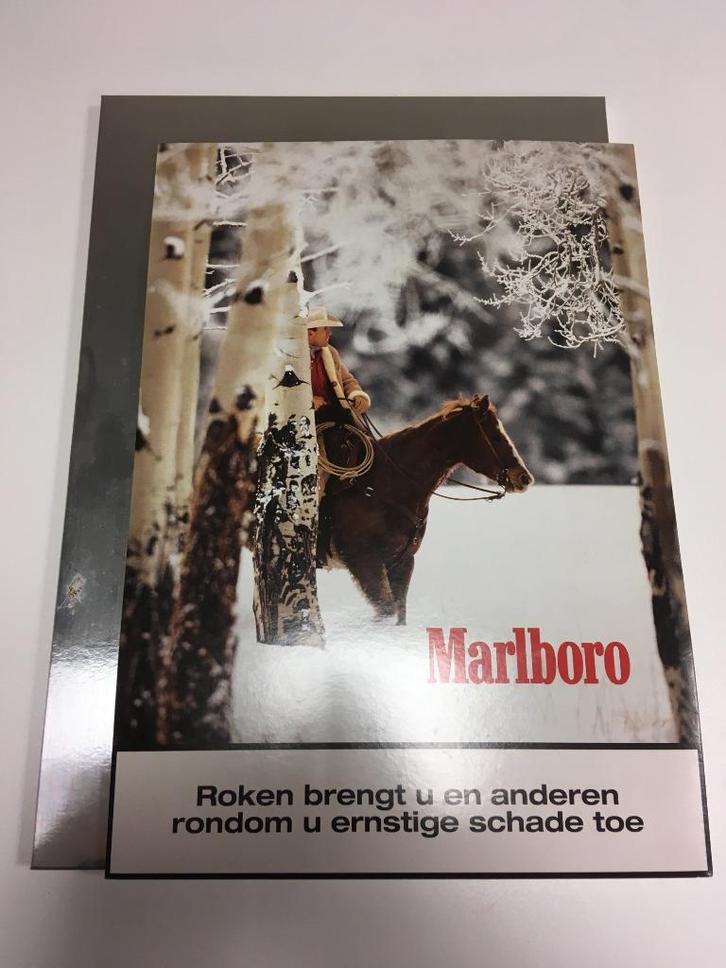 Marlboro
Roken brengt u en anderen
rondom u ernstige schade toe